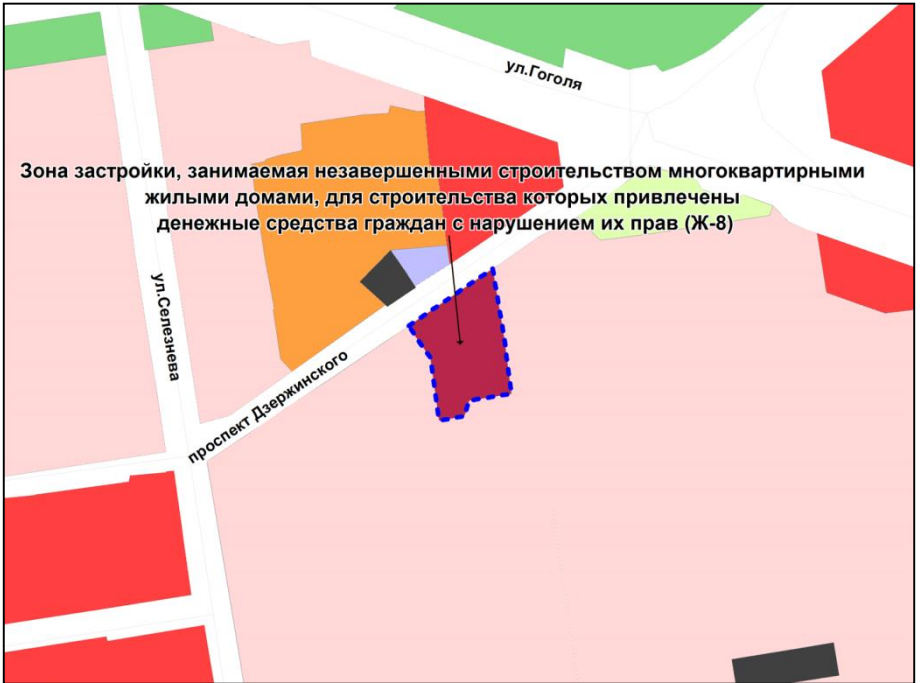 ул.Гоголя
Зона застройки, занимаемая незавершенными строительством многоквартирными
жилыми домами, для строительства которых привлечены
денежные средства граждан с нарушением их прав (Ж-8)
ул.Селезнева
проспект Дзержинского